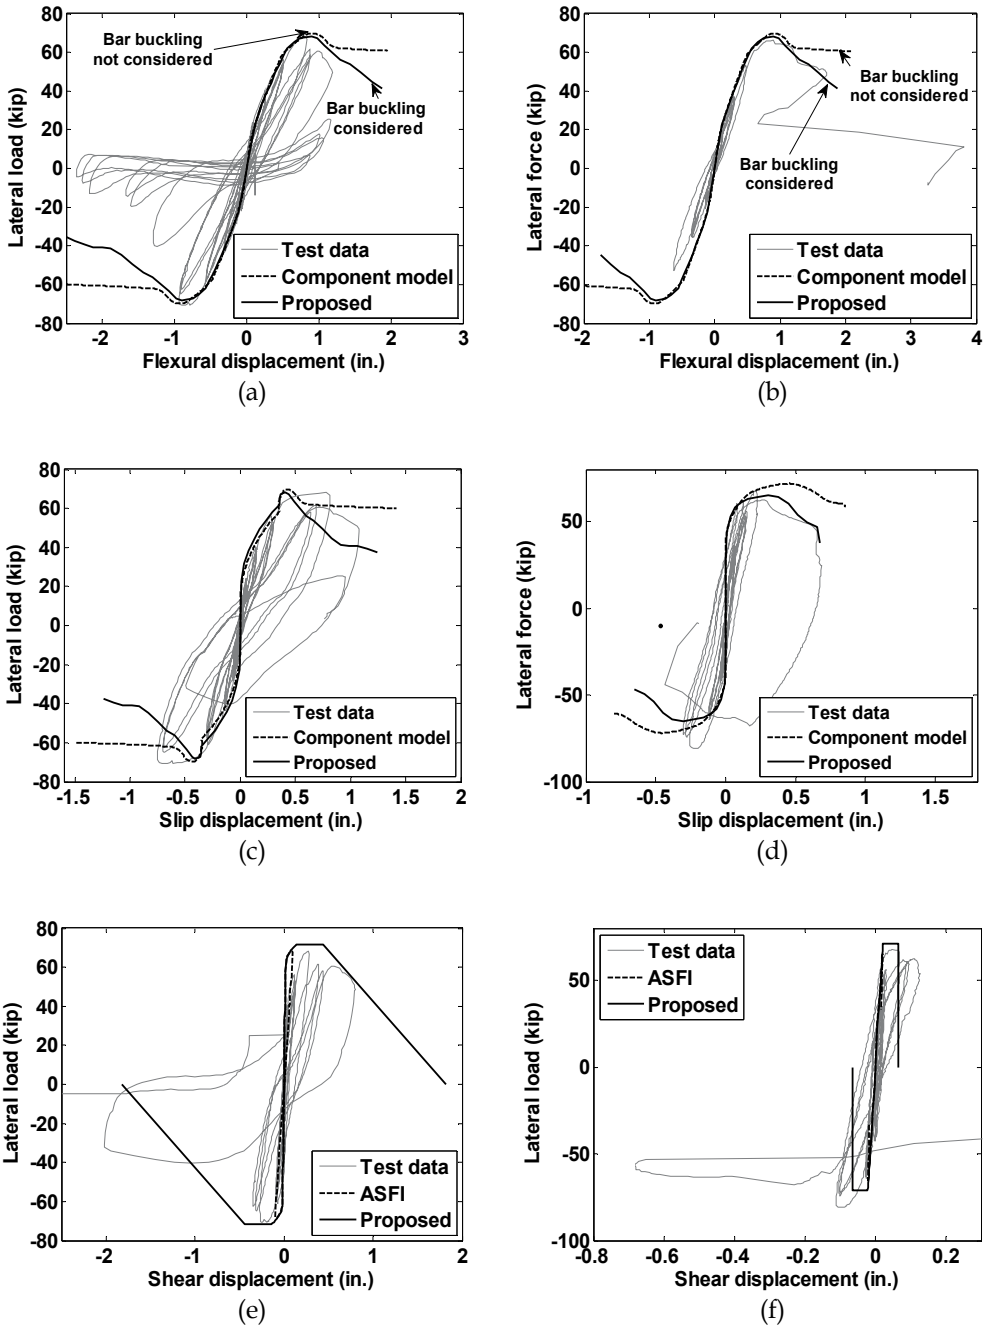 80
60
40
20
0
-20
-40
-60
-80
Lateral load (kip)
Bar buckling
not considered
Bar buckling
considered
Test data
Component model
Proposed
-2
-1
0
1
2
3
Flexural displacement (in.)
(a)
80
60
40
20
0
-20
-40
-60
-80
Lateral force (kip)
Bar buckling
not considered
Bar buckling
considered
Test data
Component model
Proposed
-2
-1
0
1
2
3
4
Flexural displacement (in.)
(b)
80
60
40
20
0
-20
-40
-60
-80
Lateral load (kip)
Test data
Component model
Proposed
-1.5
-1
-0.5
0
0.5
1
1.5
2
Slip displacement (in.)
(c)
50
0
-50
-100
Lateral force (kip)
Test data
Component model
Proposed
-1
-0.5
0
0.5
1
1.5
Slip displacement (in.)
(d)
80
60
40
20
0
-20
-40
-60
-80
Lateral load (kip)
Test data
ASFI
Proposed
-2
-1
0
1
2
Shear displacement (in.)
(e)
50
0
-50
-100
Lateral load (kip)
Test data
ASFI
Proposed
-0.8
-0.6
-0.4
-0.2
0
0.2
Shear displacement (in.)
(f)